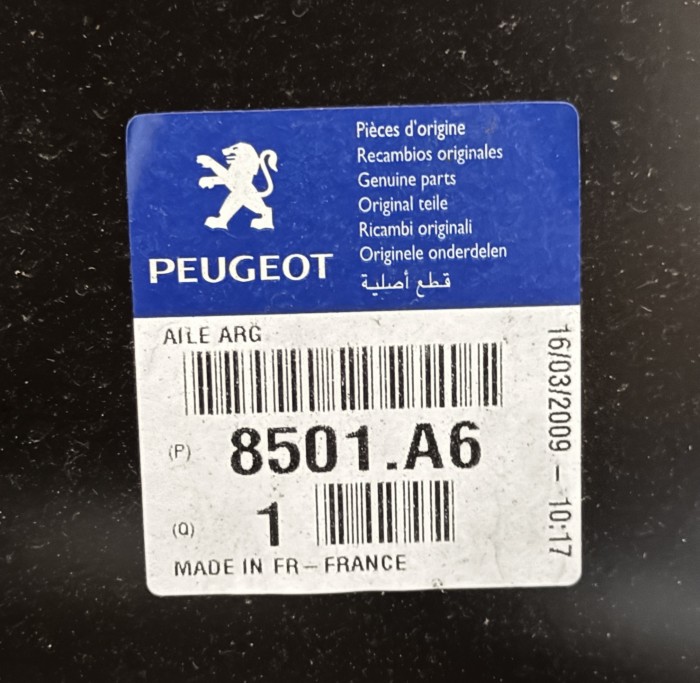 Pièces d'origine
Recambios originales
Genuine parts
Original teile
Ricambi originali
Originele onderdelen
قطع أصلية
PEUGEOT
AILE ARG
(P) 8501.A6
(Q) 1
MADE IN FR - FRANCE
16/03/2009 - 10:17